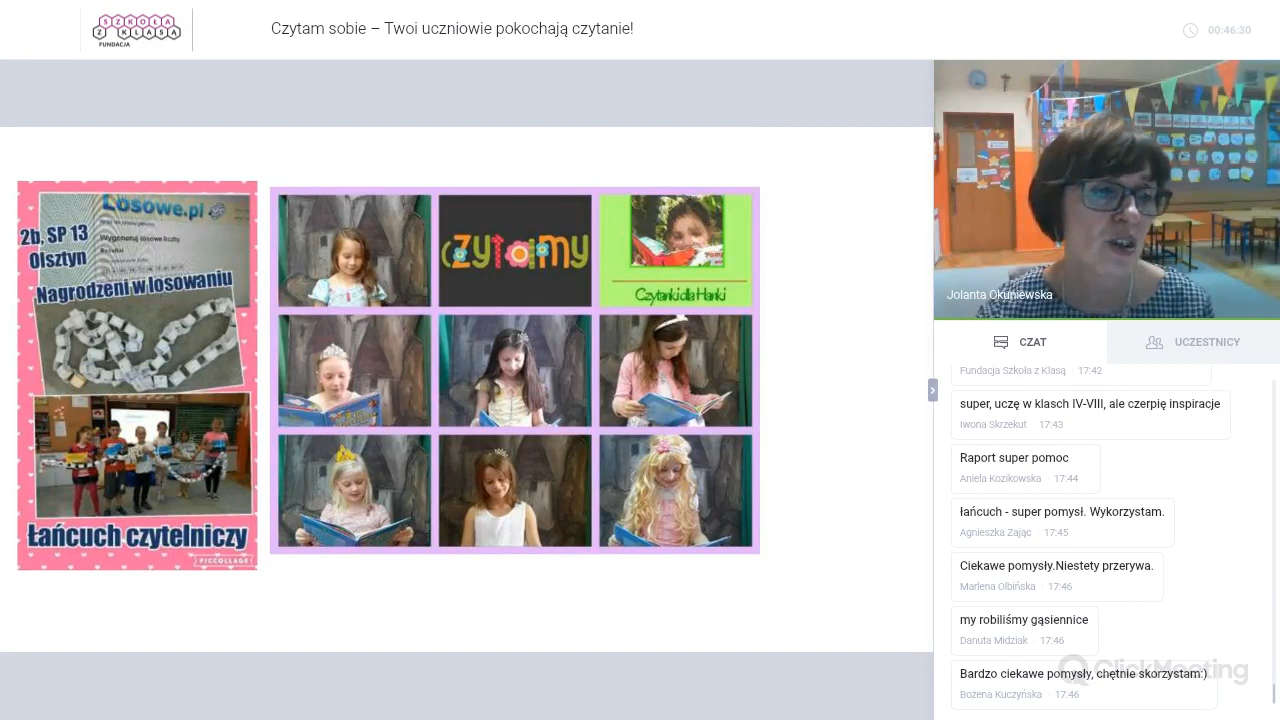 SZKOŁA
Z KLASĄ
FUNDACJA
Czytam sobie – Twoi uczniowie pokochają czytanie!
00:46:30
Losowe.pl
Wygeneruj losowe liczby
2b, SP 13
Olsztyn
Nagrodzeni w losowaniu
Łańcuch czytelniczy
PICCOLLAGE
czytajmy
Czytanki dla Hanki
Jolanta Okuniewska
CZAT
UCZESTNICY
Fundacja Szkoła z Klasą 17:42
super, uczę w klasch IV-VIII, ale czerpię inspiracje
Iwona Skrzekut 17:43
Raport super pomoc
Aniela Kozikowska 17:44
łańcuch - super pomysł. Wykorzystam.
Agnieszka Zając 17:45
Ciekawe pomysły.Niestety przerywa.
Marlena Olbińska 17:46
my robiliśmy gąsiennice
Danuta Midziak 17:46
ClickMeeting
Bardzo ciekawe pomysły, chętnie skorzystam:)
Bożena Kuczyńska 17:46